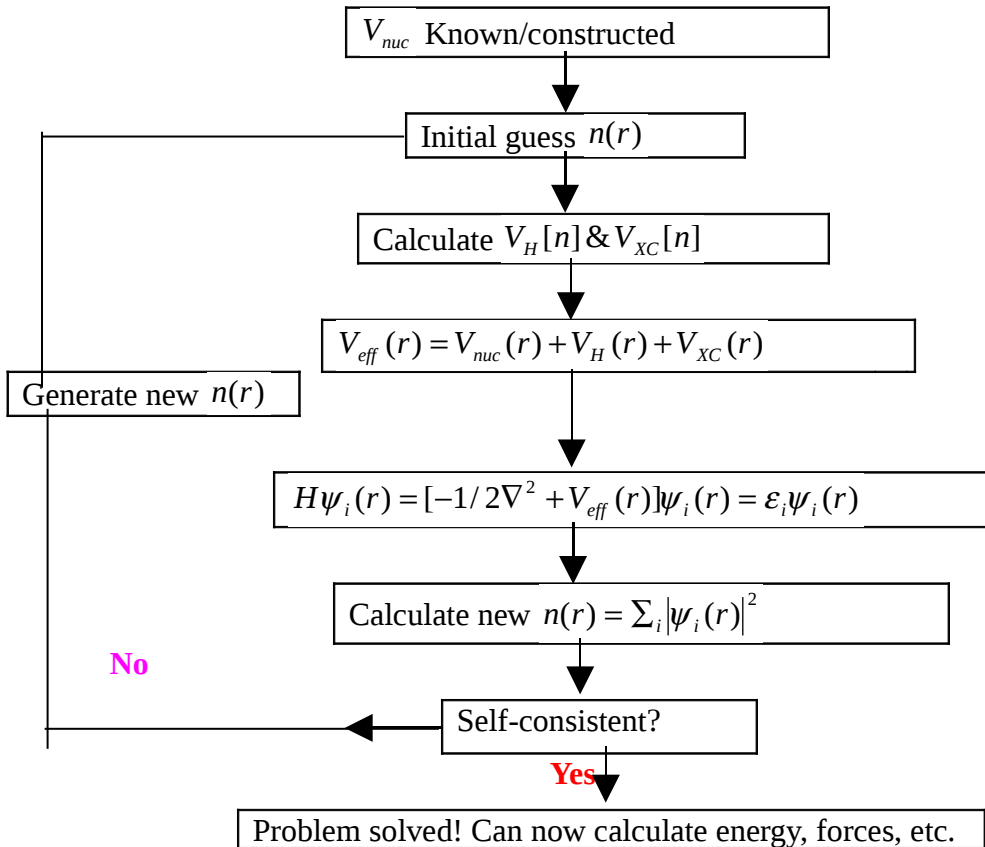 V_nuc Known/constructed
Initial guess n(r)
Calculate V_H[n]&V_XC[n]
V_eff(r)=V_nuc(r)+V_H(r)+V_XC(r)
Generate new n(r)
Hψ_i(r)=[−1/2∇²+V_eff(r)]ψ_i(r)=ε_iψ_i(r)
Calculate new n(r)=∑_i|ψ_i(r)|²
No
Self-consistent?
Yes
Problem solved! Can now calculate energy, forces, etc.